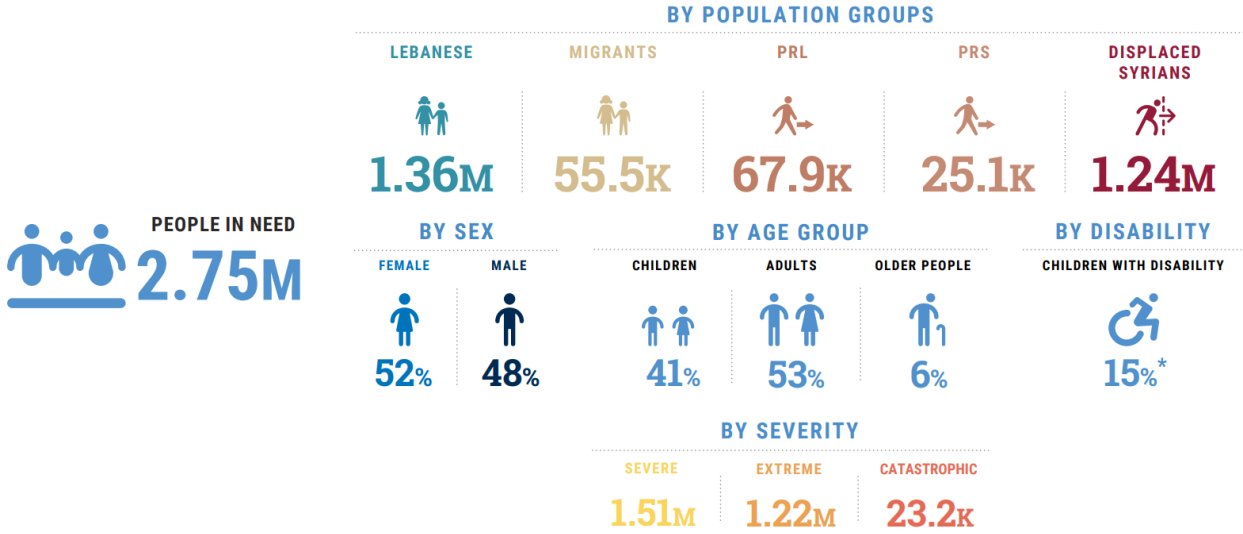 BY POPULATION GROUPS
LEBANESE
MIGRANTS
PRL
PRS
DISPLACED
SYRIANS
1.36M
55.5K
67.9K
25.1K
1.24M
PEOPLE IN NEED
2.75M
BY SEX
FEMALE
MALE
52%
48%
BY AGE GROUP
CHILDREN
ADULTS
OLDER PEOPLE
41%
53%
6%
BY DISABILITY
CHILDREN WITH DISABILITY
15%*
BY SEVERITY
SEVERE
EXTREME
CATASTROPHIC
1.51M
1.22M
23.2K